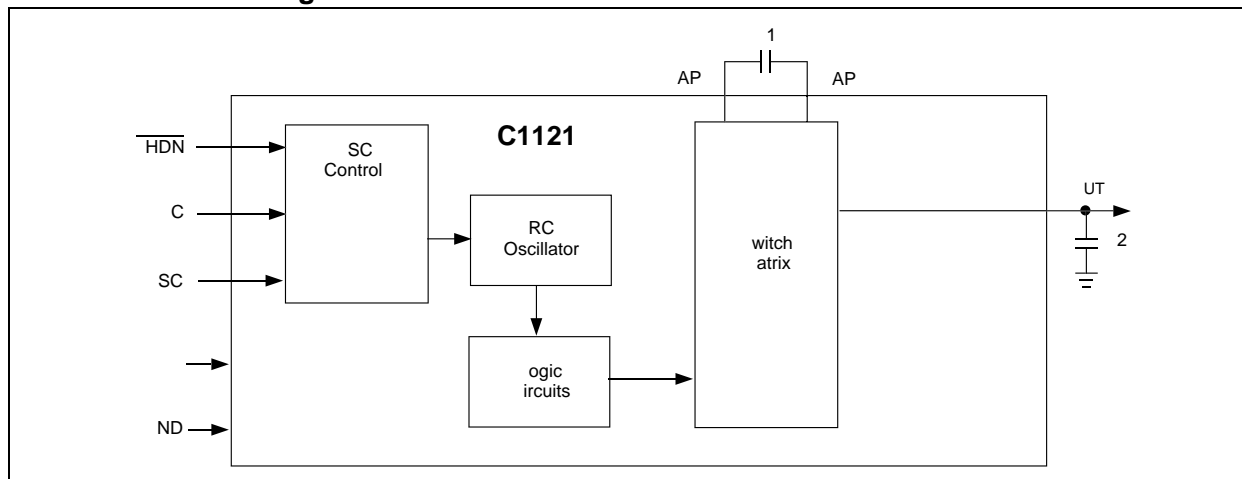 g
1
AP AP
C1121
HDN
SC
Control
C
RC
Oscillator
UT
SC
witch
atrix
2
ogic
ircuits
ND